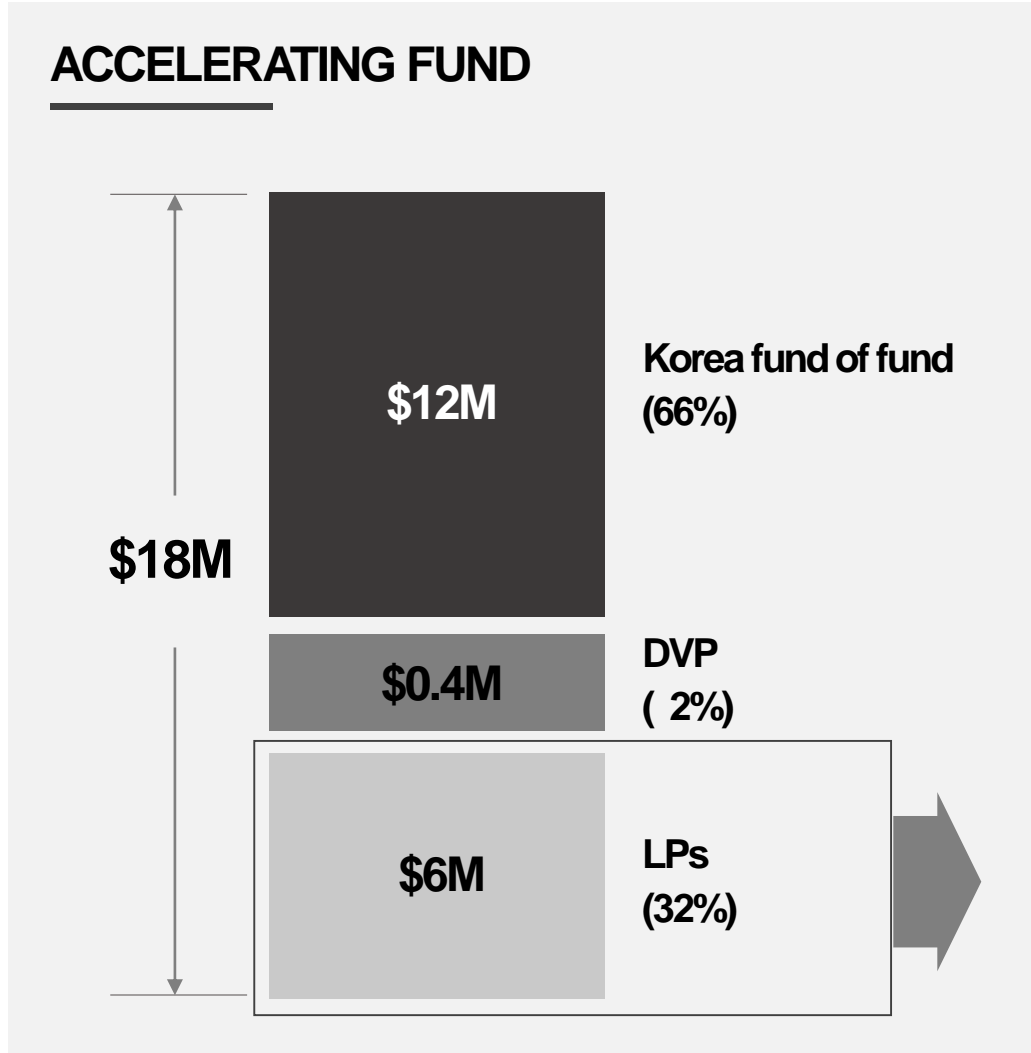 ACCELERATING FUND
$12M
Korea fund of fund
(66%)
$18M
$0.4M
DVP
( 2%)
$6M
LPs
(32%)